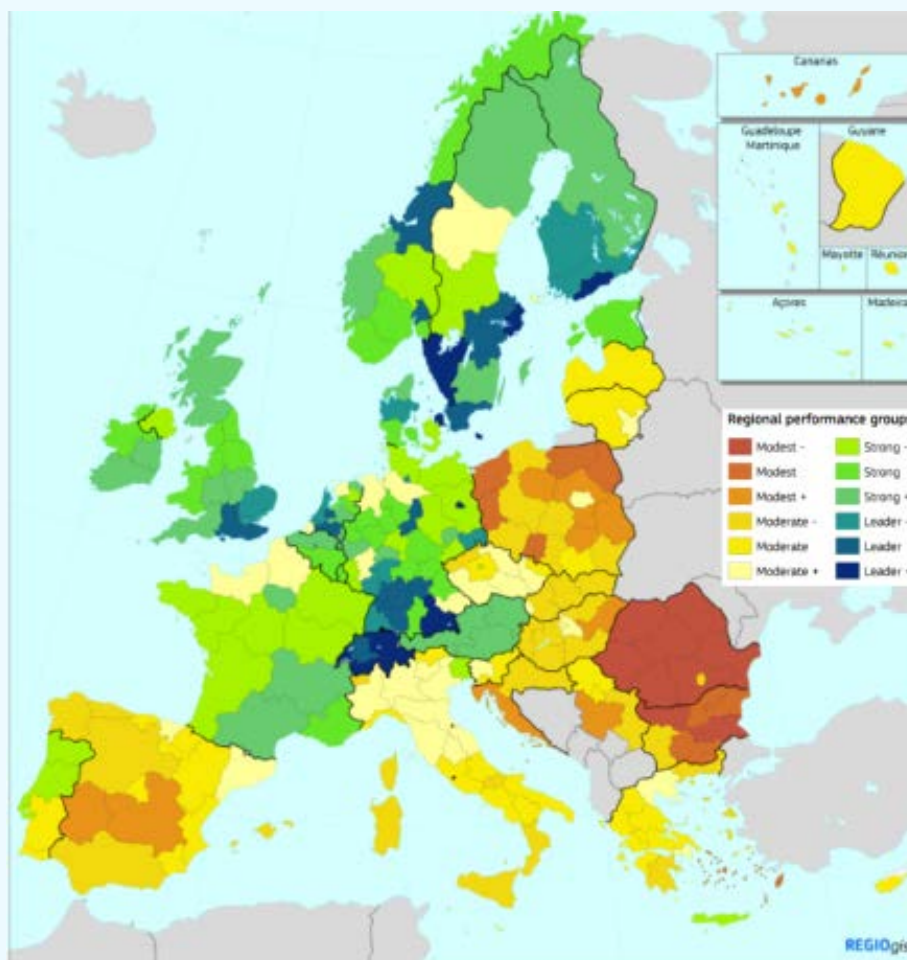 Canarias
Guadeloupe
Martinique
Guyane
Mayotte
Réunion
Açores
Madeira
Regional performance groups
Modest -
Modest
Modest +
Moderate -
Moderate
Moderate +
Strong -
Strong
Strong +
Leader -
Leader
Leader +
REGIOgis